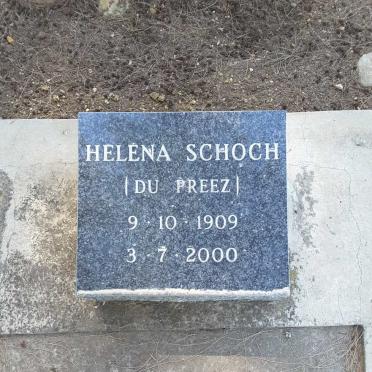 HELENA SCHOCH
(DU PREEZ)
9 · 10 · 1909
3 · 7 · 2000